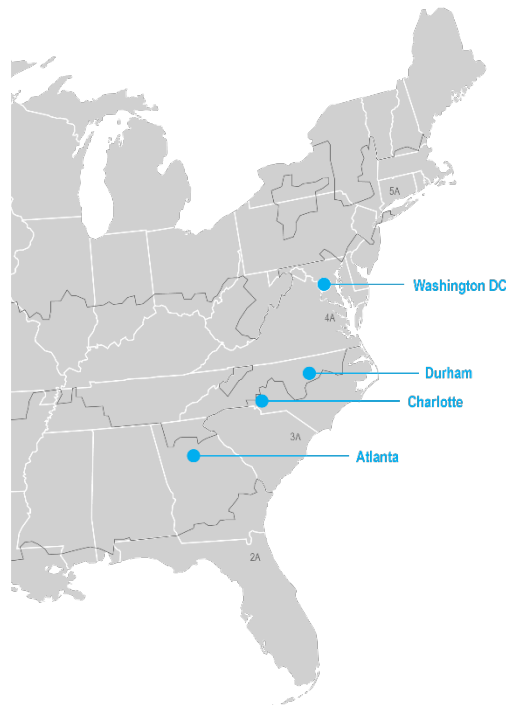 5A
Washington DC
4A
Durham
Charlotte
3A
Atlanta
2A